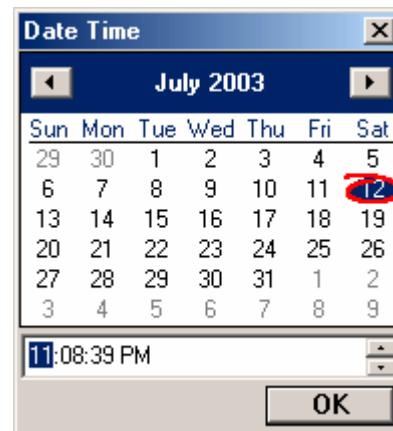 Date Time
July 2003
Sun Mon Tue Wed Thu Fri Sat
29 30 1 2 3 4 5
6 7 8 9 10 11 12
13 14 15 16 17 18 19
20 21 22 23 24 25 26
27 28 29 30 31 1 2
3 4 5 6 7 8 9
11:08:39 PM
OK